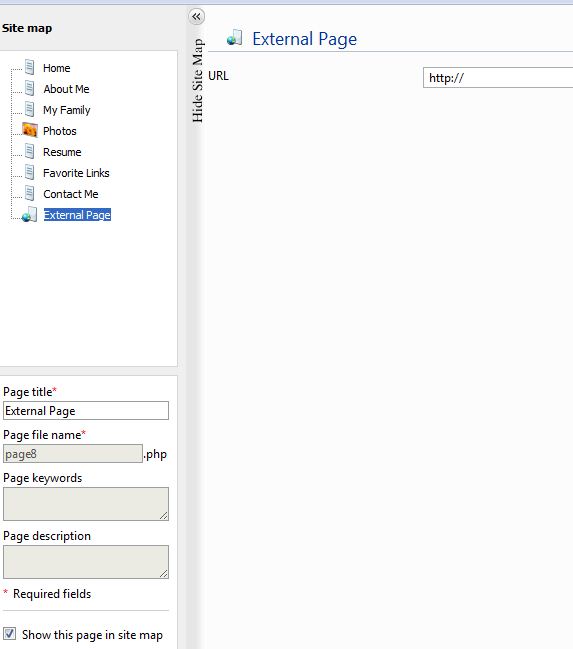 Site map
Home
About Me
My Family
Photos
Resume
Favorite Links
Contact Me
External Page
Page title*
External Page
Page file name*
page8 .php
Page keywords
Page description
* Required fields
Show this page in site map
Hide Site Map
External Page
URL http://